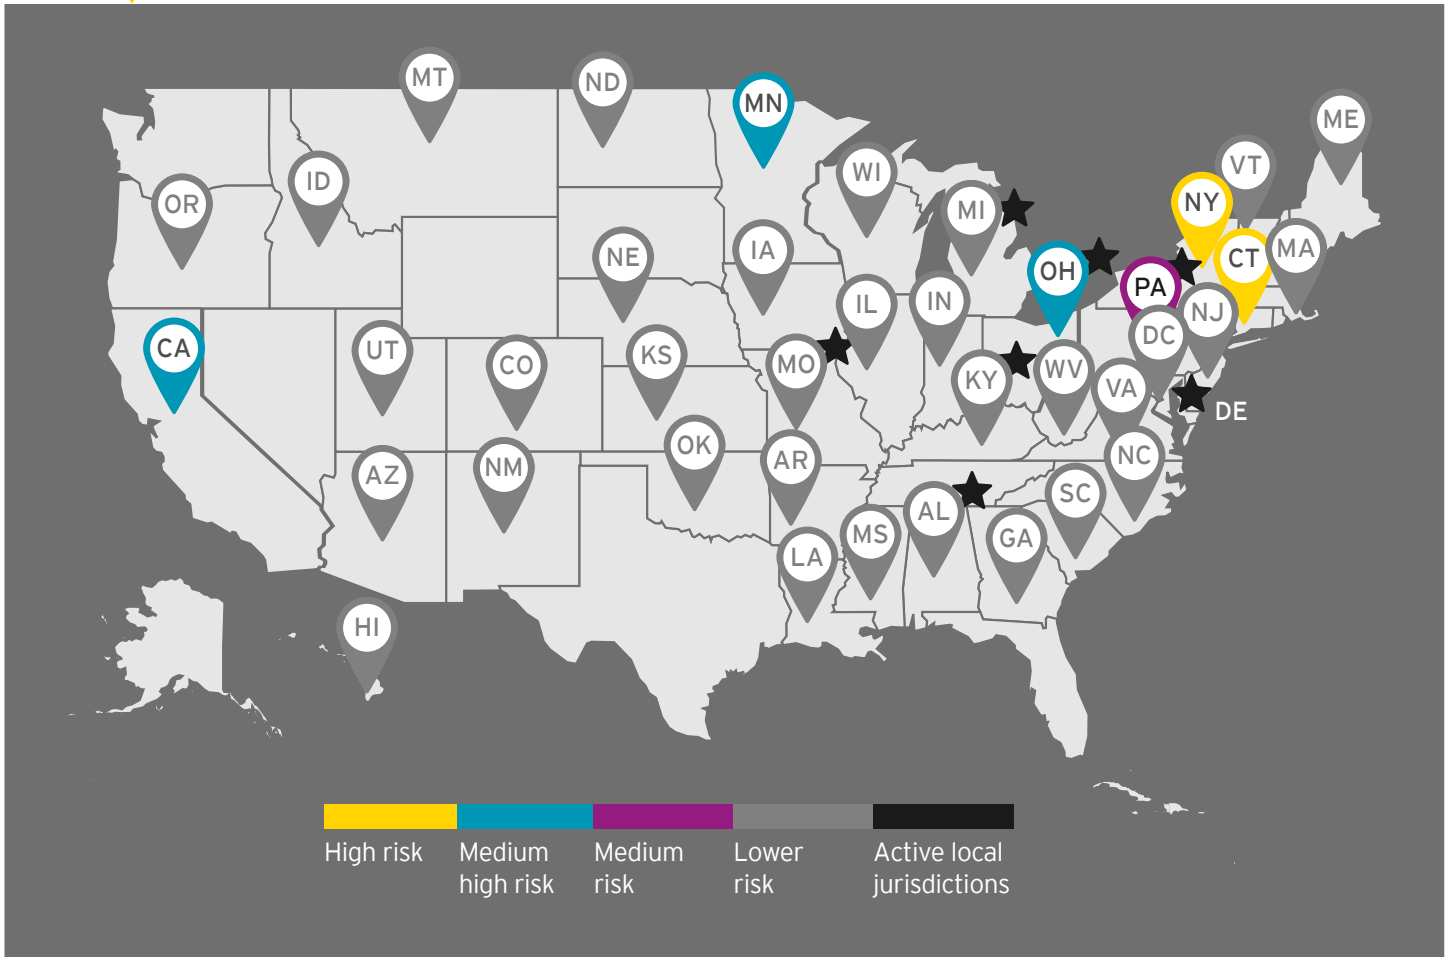 MT
ND
MN
ME
VT
WI
ID
NY
OR
MI
IA
MA
NE
CT
OH
PA
IN
IL
NJ
DC
CA
UT
KS
CO
MO
WV
KY
VA
DE
OK
NC
AR
NM
AZ
SC
AL
MS
GA
LA
HI
High risk
Medium
high risk
Medium
risk
Lower
risk
Active local
jurisdictions